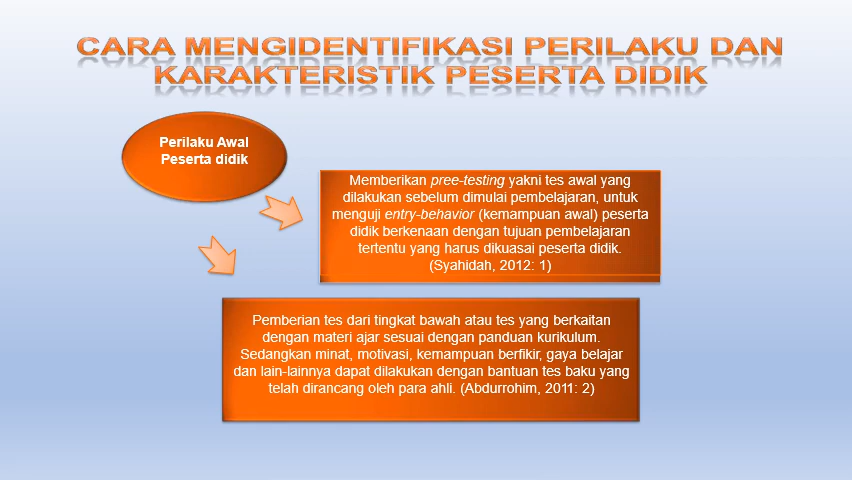 CARA MENGIDENTIFIKASI PERILAKU DAN
KARAKTERISTIK PESERTA DIDIK
Perilaku Awal
Peserta didik
Memberikan pree-testing yakni tes awal yang
dilakukan sebelum dimulai pembelajaran, untuk
menguji entry-behavior (kemampuan awal) peserta
didik berkenaan dengan tujuan pembelajaran
tertentu yang harus dikuasai peserta didik.
(Syahidah, 2012: 1)
Pemberian tes dari tingkat bawah atau tes yang berkaitan
dengan materi ajar sesuai dengan panduan kurikulum.
Sedangkan minat, motivasi, kemampuan berfikir, gaya belajar
dan lain-lainnya dapat dilakukan dengan bantuan tes baku yang
telah dirancang oleh para ahli. (Abdurrohim, 2011: 2)